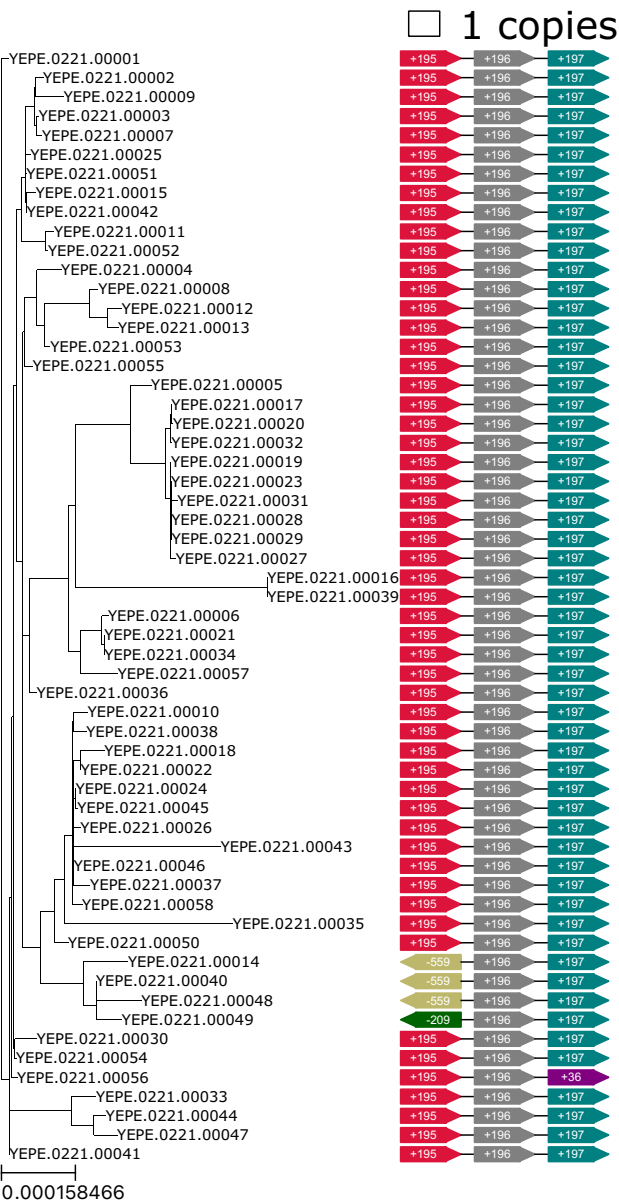 1 copies
YEPE.0221.00001 +195 +196 +197
YEPE.0221.00002 +195 +196 +197
YEPE.0221.00009 +195 +196 +197
YEPE.0221.00003 +195 +196 +197
YEPE.0221.00007 +195 +196 +197
YEPE.0221.00025 +195 +196 +197
YEPE.0221.00051 +195 +196 +197
YEPE.0221.00015 +195 +196 +197
YEPE.0221.00042 +195 +196 +197
YEPE.0221.00011 +195 +196 +197
YEPE.0221.00052 +195 +196 +197
YEPE.0221.00004 +195 +196 +197
YEPE.0221.00008 +195 +196 +197
YEPE.0221.00012 +195 +196 +197
YEPE.0221.00013 +195 +196 +197
YEPE.0221.00053 +195 +196 +197
YEPE.0221.00055 +195 +196 +197
YEPE.0221.00005 +195 +196 +197
YEPE.0221.00017 +195 +196 +197
YEPE.0221.00020 +195 +196 +197
YEPE.0221.00032 +195 +196 +197
YEPE.0221.00019 +195 +196 +197
YEPE.0221.00023 +195 +196 +197
YEPE.0221.00031 +195 +196 +197
YEPE.0221.00028 +195 +196 +197
YEPE.0221.00029 +195 +196 +197
YEPE.0221.00027 +195 +196 +197
YEPE.0221.00016 +195 +196 +197
YEPE.0221.00039 +195 +196 +197
YEPE.0221.00006 +195 +196 +197
YEPE.0221.00021 +195 +196 +197
YEPE.0221.00034 +195 +196 +197
YEPE.0221.00057 +195 +196 +197
YEPE.0221.00036 +195 +196 +197
YEPE.0221.00010 +195 +196 +197
YEPE.0221.00038 +195 +196 +197
YEPE.0221.00018 +195 +196 +197
YEPE.0221.00022 +195 +196 +197
YEPE.0221.00024 +195 +196 +197
YEPE.0221.00045 +195 +196 +197
YEPE.0221.00026 +195 +196 +197
YEPE.0221.00043 +195 +196 +197
YEPE.0221.00046 +195 +196 +197
YEPE.0221.00037 +195 +196 +197
YEPE.0221.00058 +195 +196 +197
YEPE.0221.00035 +195 +196 +197
YEPE.0221.00050 +195 +196 +197
YEPE.0221.00014 -559 +196 +197
YEPE.0221.00040 -559 +196 +197
YEPE.0221.00048 -559 +196 +197
YEPE.0221.00049 -209 +196 +197
YEPE.0221.00030 +195 +196 +197
YEPE.0221.00054 +195 +196 +197
YEPE.0221.00056 +195 +196 +36
YEPE.0221.00033 +195 +196 +197
YEPE.0221.00044 +195 +196 +197
YEPE.0221.00047 +195 +196 +197
YEPE.0221.00041 +195 +196 +197
0.000158466